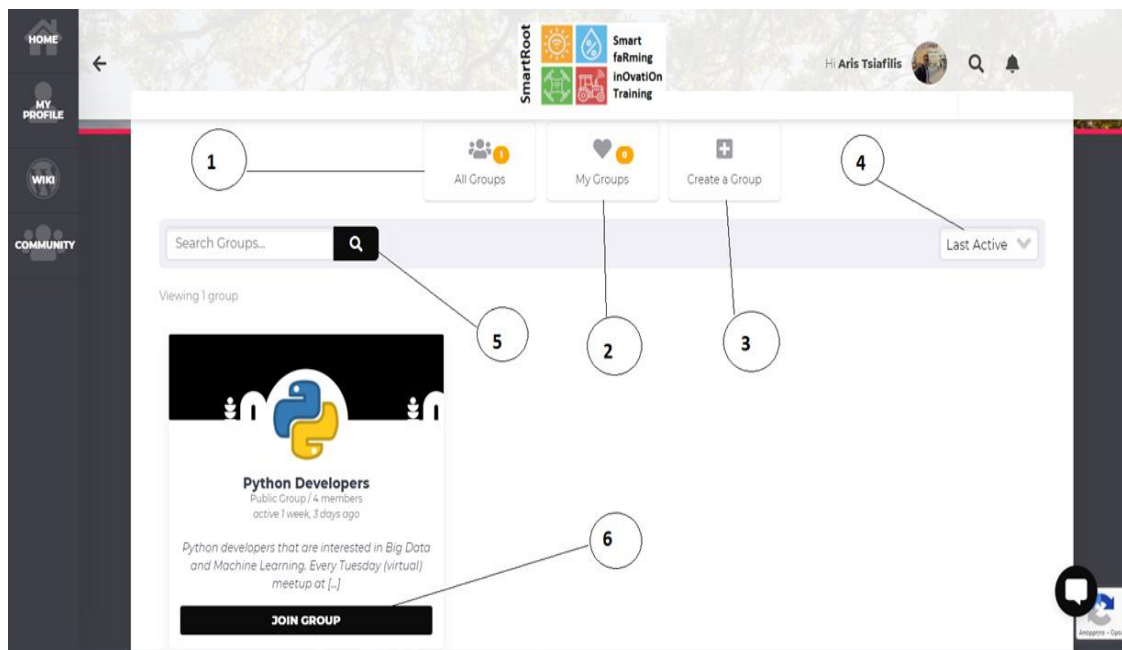 HOME
MY
PROFILE
WIKI
COMMUNITY
SmartRoot
Smart
faRming
inOvatiOn
Training
Hi Aris Tsiafilis
1
All Groups
0
My Groups
Create a Group
1
4
Search Groups...
Last Active
Viewing 1 group
5
2
3
Python Developers
Public Group / 4 members
active 1 week, 3 days ago
Python developers that are interested in Big Data
and Machine Learning. Every Tuesday (virtual)
meetup at [...]
6
JOIN GROUP